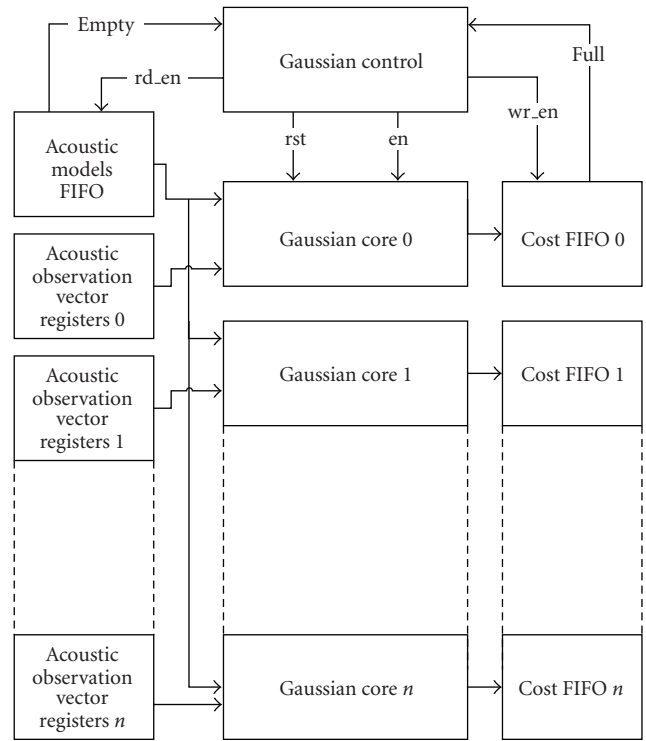 Empty
Gaussian control
Full
rd_en
wr_en
rst
en
Acoustic
models
FIFO
Gaussian core 0
Cost FIFO 0
Acoustic
observation
vector
registers 0
Gaussian core 1
Cost FIFO 1
Acoustic
observation
vector
registers 1
Acoustic
observation
vector
registers n
Gaussian core n
Cost FIFO n